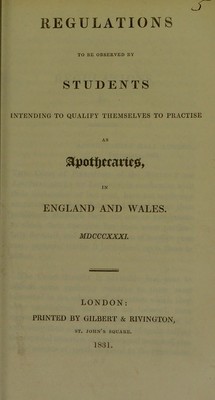 5
REGULATIONS
TO BE OBSERVED BY
STUDENTS
INTENDING TO QUALIFY THEMSELVES TO PRACTISE
AS
Apothecaries,
IN
ENGLAND AND WALES.
MDCCCXXXI.
LONDON:
PRINTED BY GILBERT & RIVINGTON,
ST. JOHN'S SQUARE.
1831.